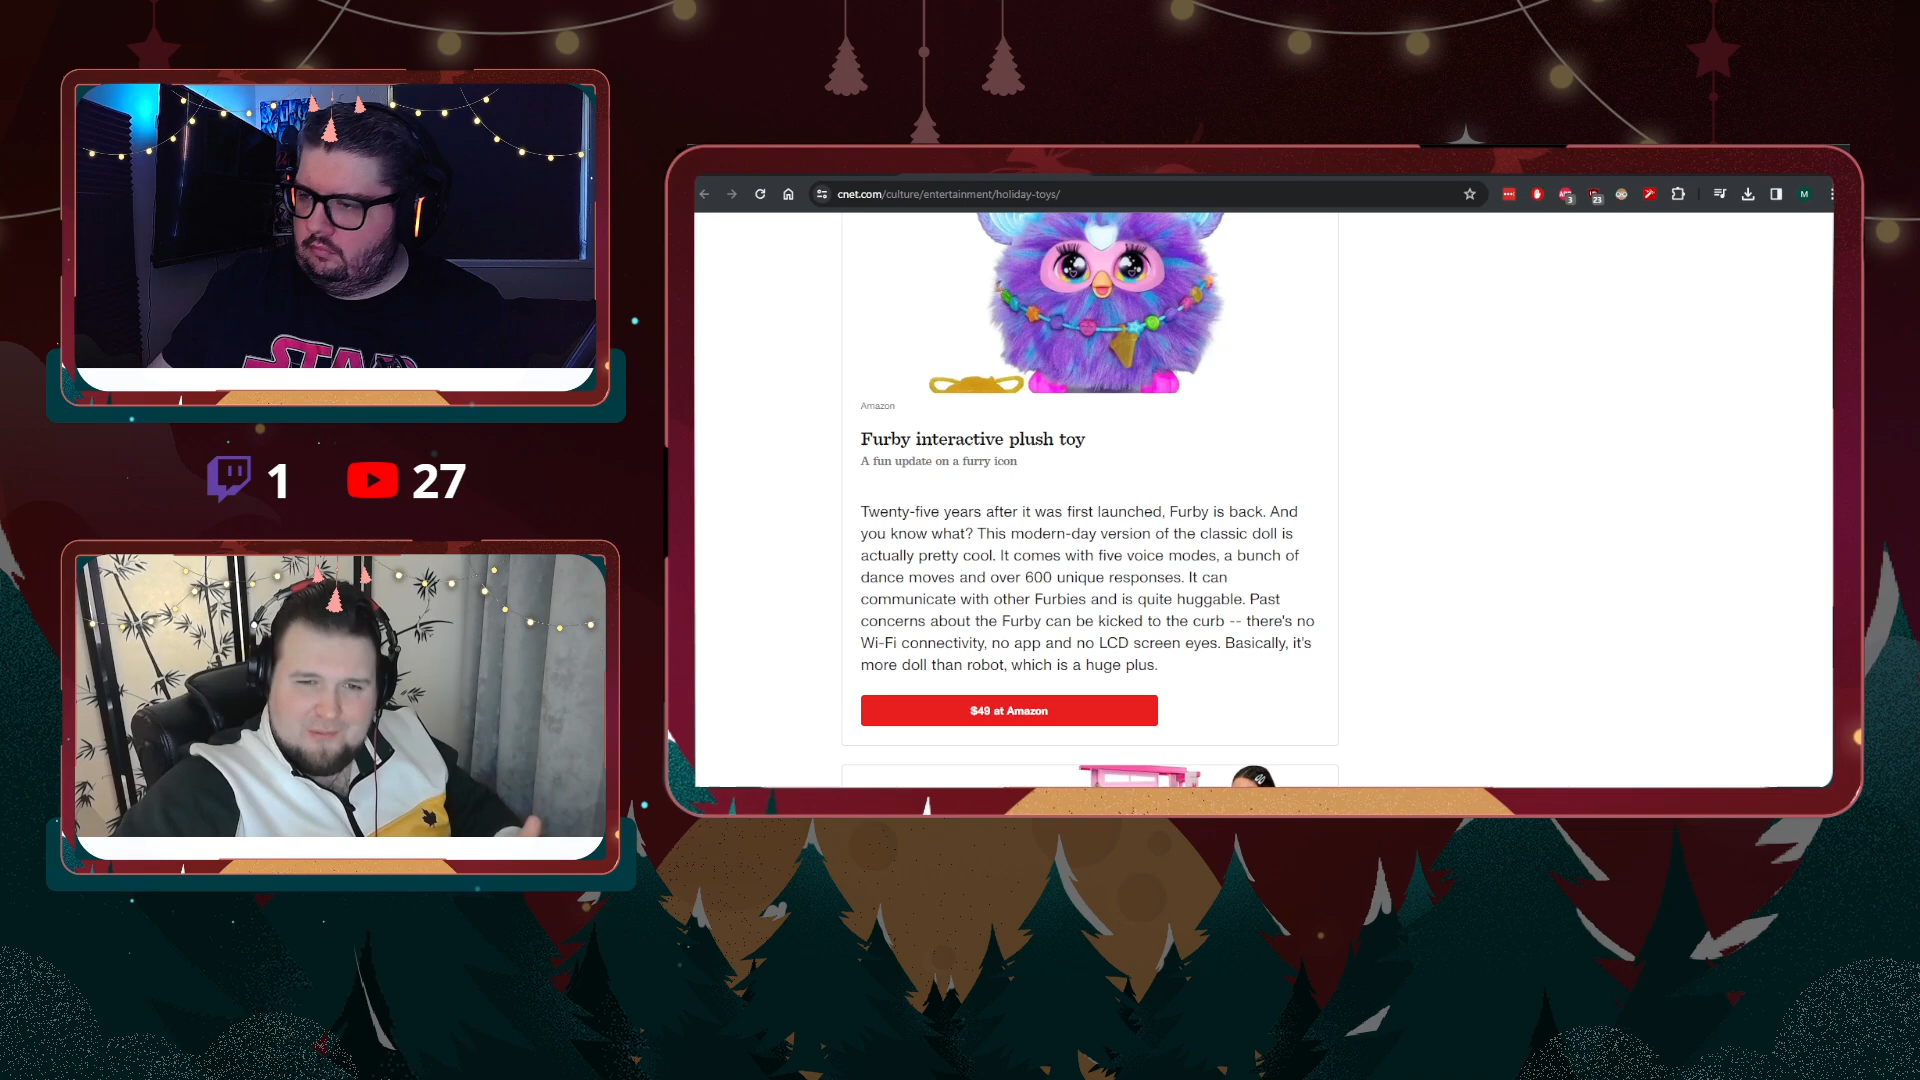 cnet.com/culture/entertainment/holiday-toys/
3
23
M
STA
1
27
Amazon
Furby interactive plush toy
A fun update on a furry icon
Twenty-five years after it was first launched, Furby is back. And
you know what? This modern-day version of the classic doll is
actually pretty cool. It comes with five voice modes, a bunch of
dance moves and over 600 unique responses. It can
communicate with other Furbies and is quite huggable. Past
concerns about the Furby can be kicked to the curb -- there's no
Wi-Fi connectivity, no app and no LCD screen eyes. Basically, it's
more doll than robot, which is a huge plus.
$49 at Amazon